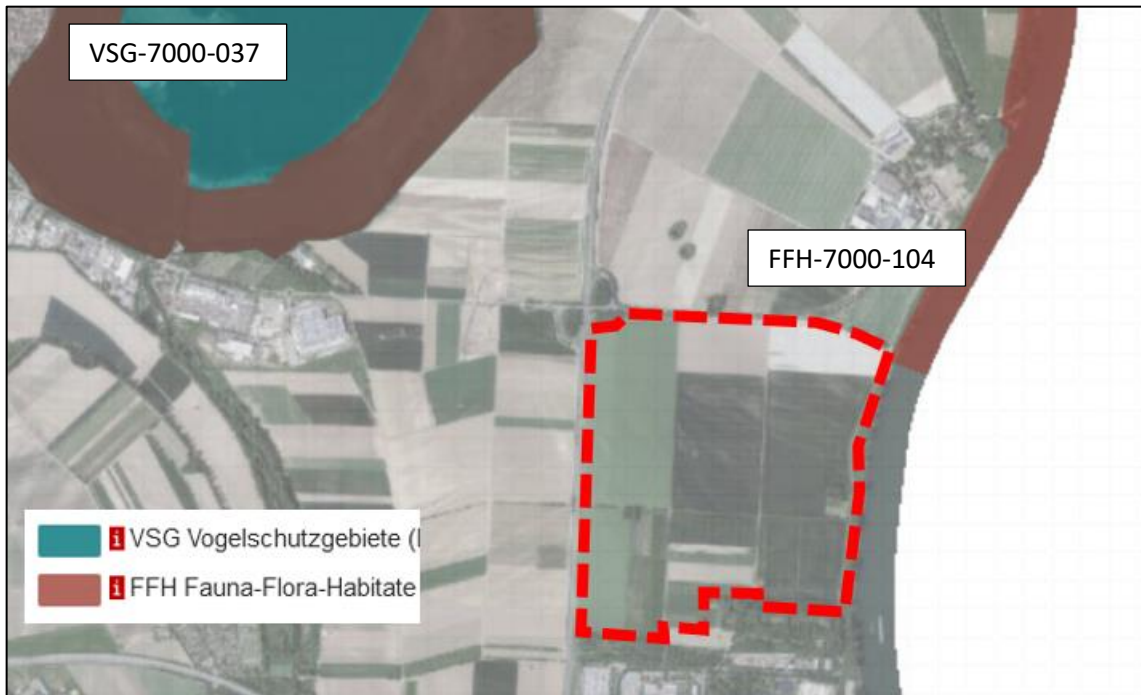 VSG-7000-037
FFH-7000-104
i VSG Vogelschutzgebiete (
i FFH Fauna-Flora-Habitate